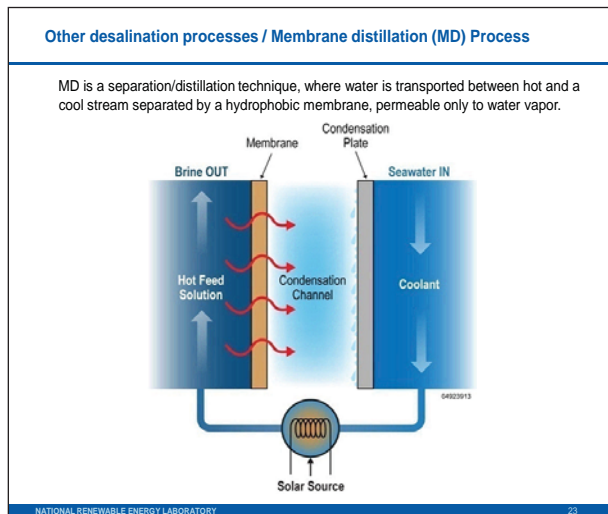 Other desalination processes / Membrane distillation (MD) Process
MD is a separation/distillation technique, where water is transported between hot and a
cool stream separated by a hydrophobic membrane, permeable only to water vapor.
Condensation
Plate
Membrane
Brine OUT
Seawater IN
Hot Feed
Solution
Condensation
Channel
Coolant
04923913
Solar Source
NATIONAL RENEWABLE ENERGY LABORATORY
23